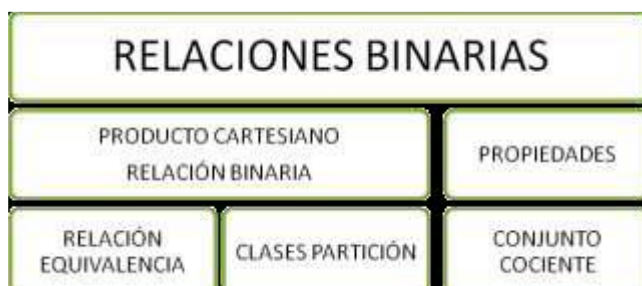 RELACIONES BINARIAS
PRODUCTO CARTESIANO
RELACIÓN BINARIA
PROPIEDADES
RELACIÓN
EQUIVALENCIA
CLASES PARTICIÓN
CONJUNTO
COCIENTE